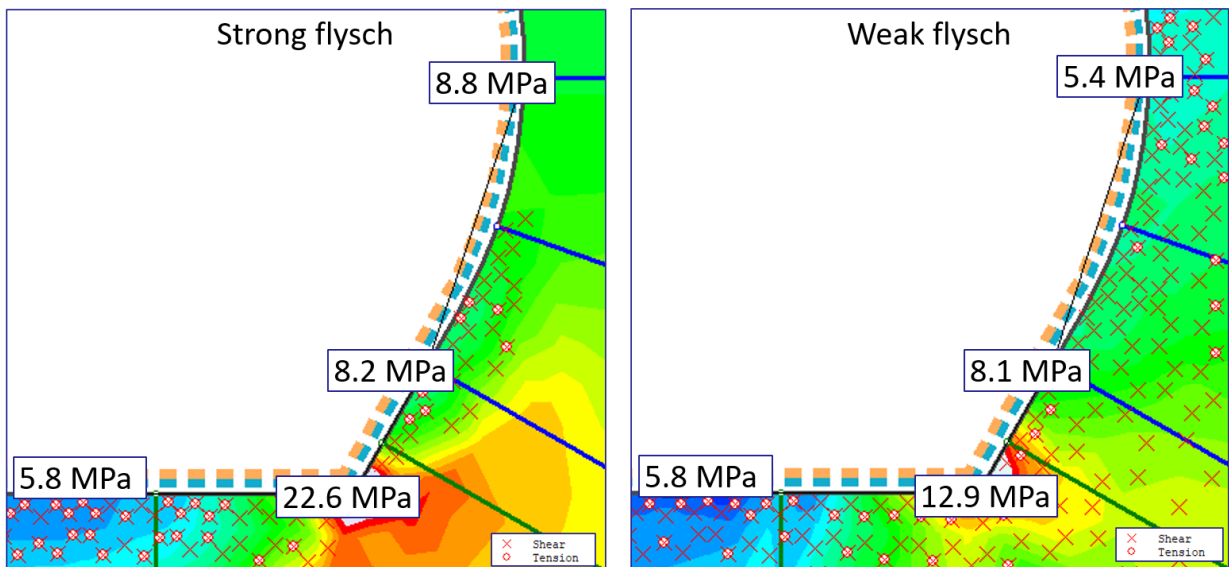 Strong flysch
8.8 MPa
8.2 MPa
5.8 MPa
22.6 MPa
Shear
Tension
Weak flysch
5.4 MPa
8.1 MPa
5.8 MPa
12.9 MPa
Shear
Tension